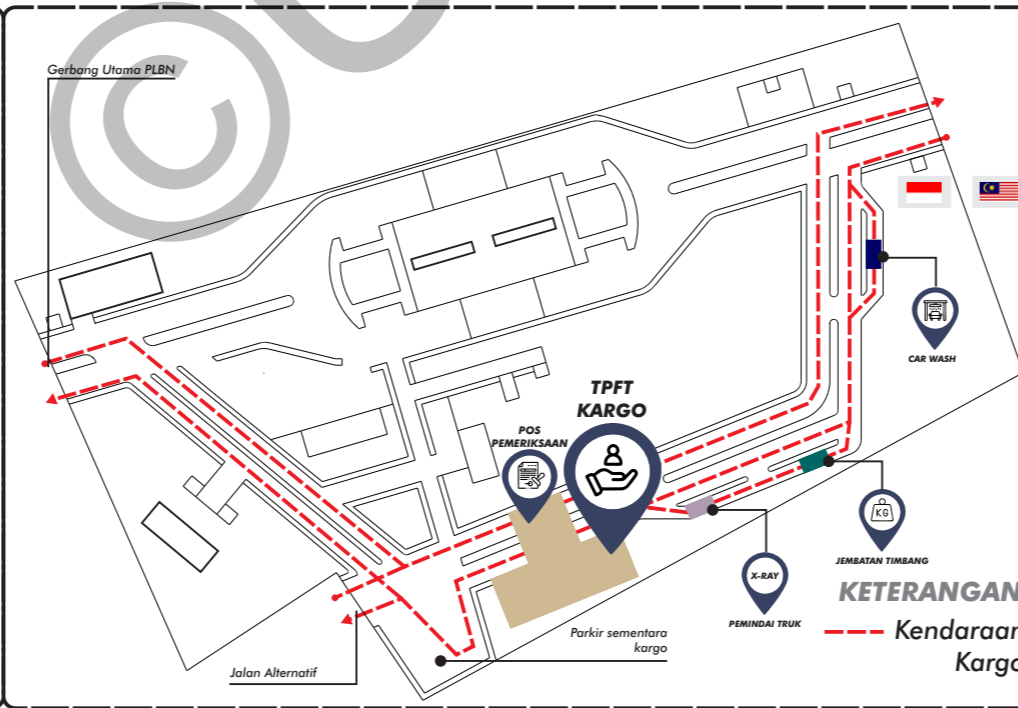 Gerbang Utama PLBN
CAR WASH
TPFT
KARGO
POS
PEMERIKSAAN
KG
JEMBATAN TIMBANG
X-RAY
PEMINDAI TRUK
KETERANGAN
Kendaraan
Kargo
Parkir sementara
kargo
Jalan Alternatif